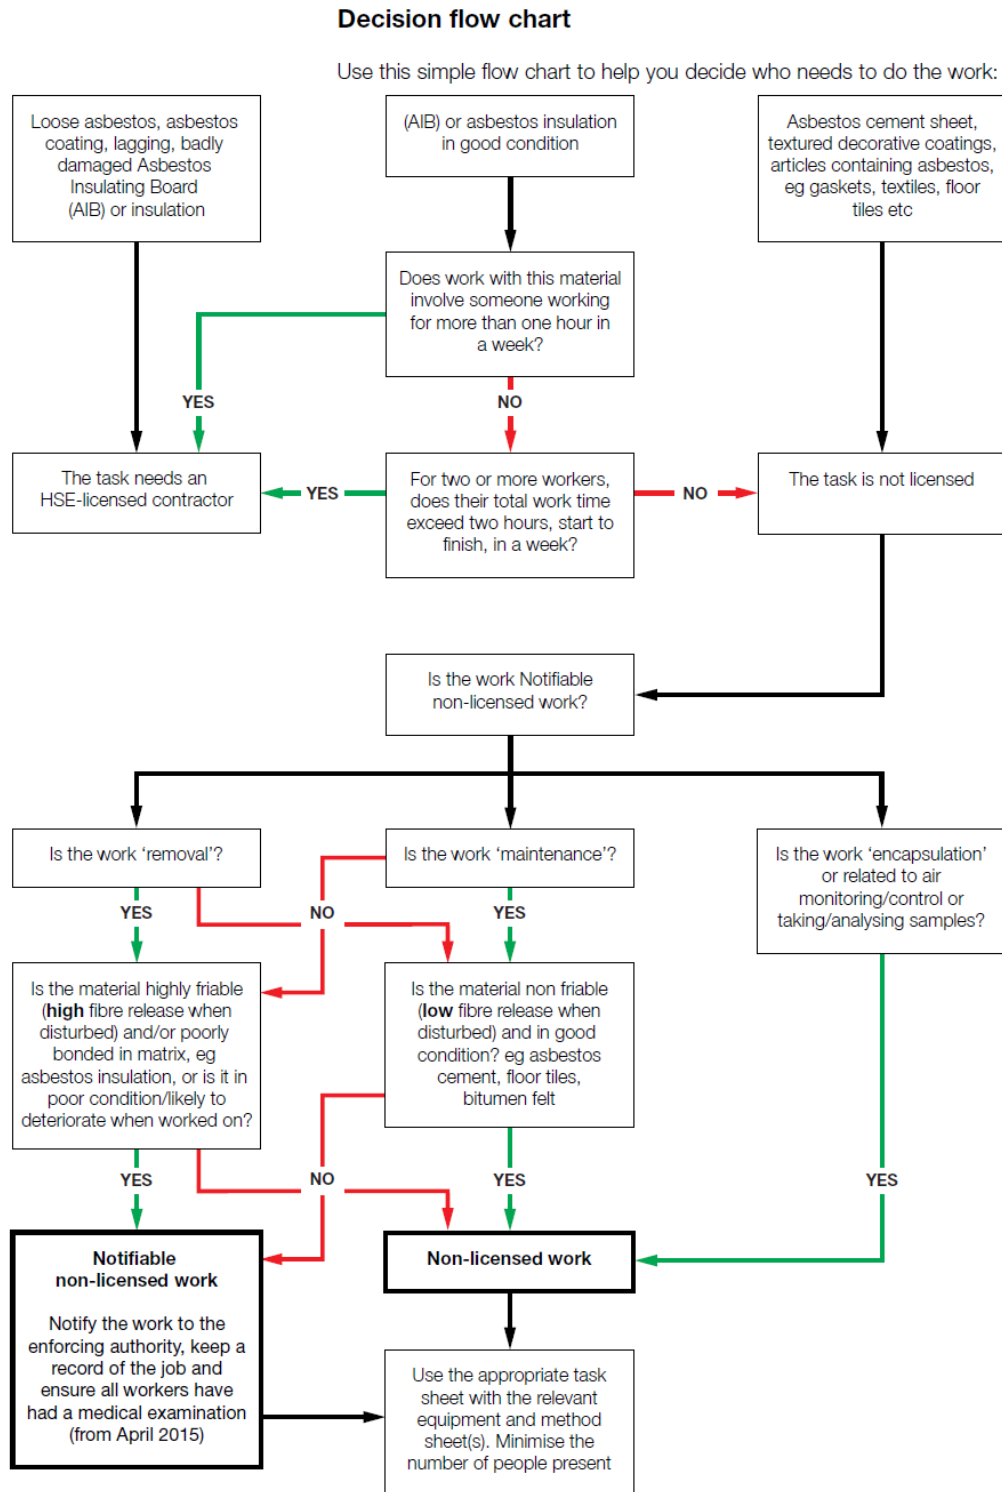 Decision flow chart
Use this simple flow chart to help you decide who needs to do the work:
Loose asbestos, asbestos
coating, lagging, badly
damaged Asbestos
Insulating Board
(AIB) or insulation
(AIB) or asbestos insulation
in good condition
Asbestos cement sheet,
textured decorative coatings,
articles containing asbestos,
eg gaskets, textiles, floor
tiles etc
Does work with this material
involve someone working
for more than one hour in
a week?
YES
NO
The task needs an
HSE-licensed contractor
YES
For two or more workers,
does their total work time
exceed two hours, start to
finish, in a week?
NO
The task is not licensed
Is the work Notifiable
non-licensed work?
Is the work ‘removal’?
Is the work ‘maintenance’?
Is the work ‘encapsulation’
or related to air
monitoring/control or
taking/analysing samples?
YES
NO
YES
Is the material highly friable
(high fibre release when
disturbed) and/or poorly
bonded in matrix, eg
asbestos insulation, or is it in
poor condition/likely to
deteriorate when worked on?
Is the material non friable
(low fibre release when
disturbed) and in good
condition? eg asbestos
cement, floor tiles,
bitumen felt
YES
NO
YES
YES
Notifiable
non-licensed work
Notify the work to the
enforcing authority, keep a
record of the job and
ensure all workers have
had a medical examination
(from April 2015)
Non-licensed work
Use the appropriate task
sheet with the relevant
equipment and method
sheet(s). Minimise the
number of people present